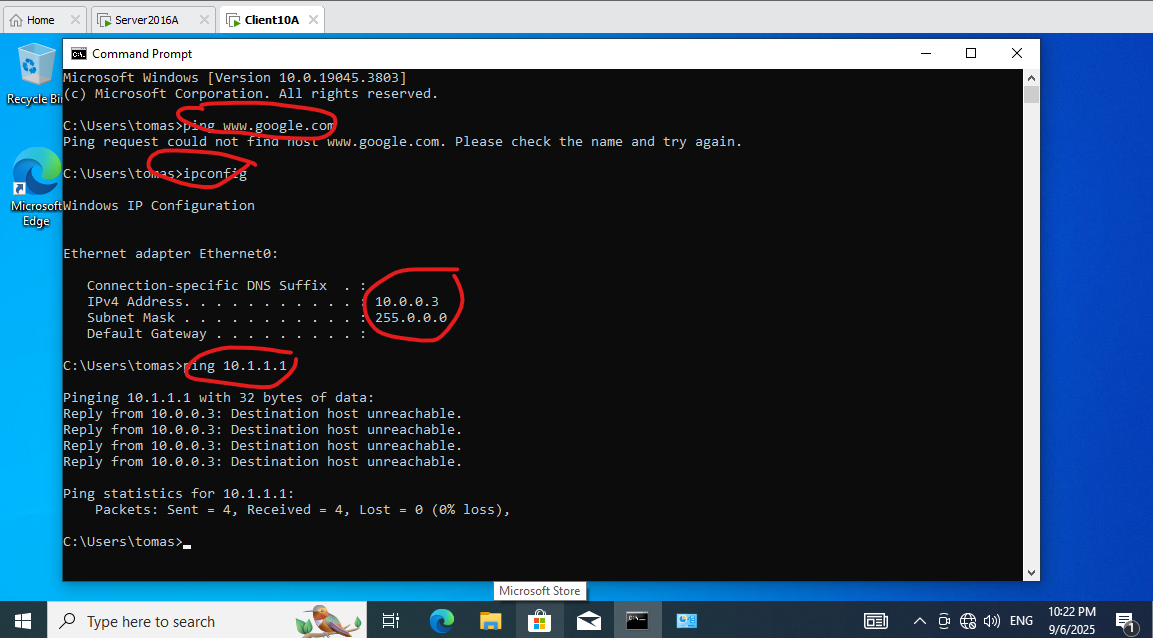 Home
Server2016A
Client10A
Recycle Bin
Microsoft
Edge
Command Prompt
Microsoft Windows [Version 10.0.19045.3803]
(c) Microsoft Corporation. All rights reserved.
C:\Users\tomas>ping www.google.com
Ping request could not find host www.google.com. Please check the name and try again.
C:\Users\tomas>ipconfig
Windows IP Configuration
Ethernet adapter Ethernet0:
Connection-specific DNS Suffix  . :
IPv4 Address. . . . . . . . . . . : 10.0.0.3
Subnet Mask . . . . . . . . . . . : 255.0.0.0
Default Gateway . . . . . . . . . :
C:\Users\tomas>ping 10.1.1.1
Pinging 10.1.1.1 with 32 bytes of data:
Reply from 10.0.0.3: Destination host unreachable.
Reply from 10.0.0.3: Destination host unreachable.
Reply from 10.0.0.3: Destination host unreachable.
Reply from 10.0.0.3: Destination host unreachable.
Ping statistics for 10.1.1.1:
Packets: Sent = 4, Received = 4, Lost = 0 (0% loss),
C:\Users\tomas>
Microsoft Store
Type here to search
ENG
10:22 PM
9/6/2025
1